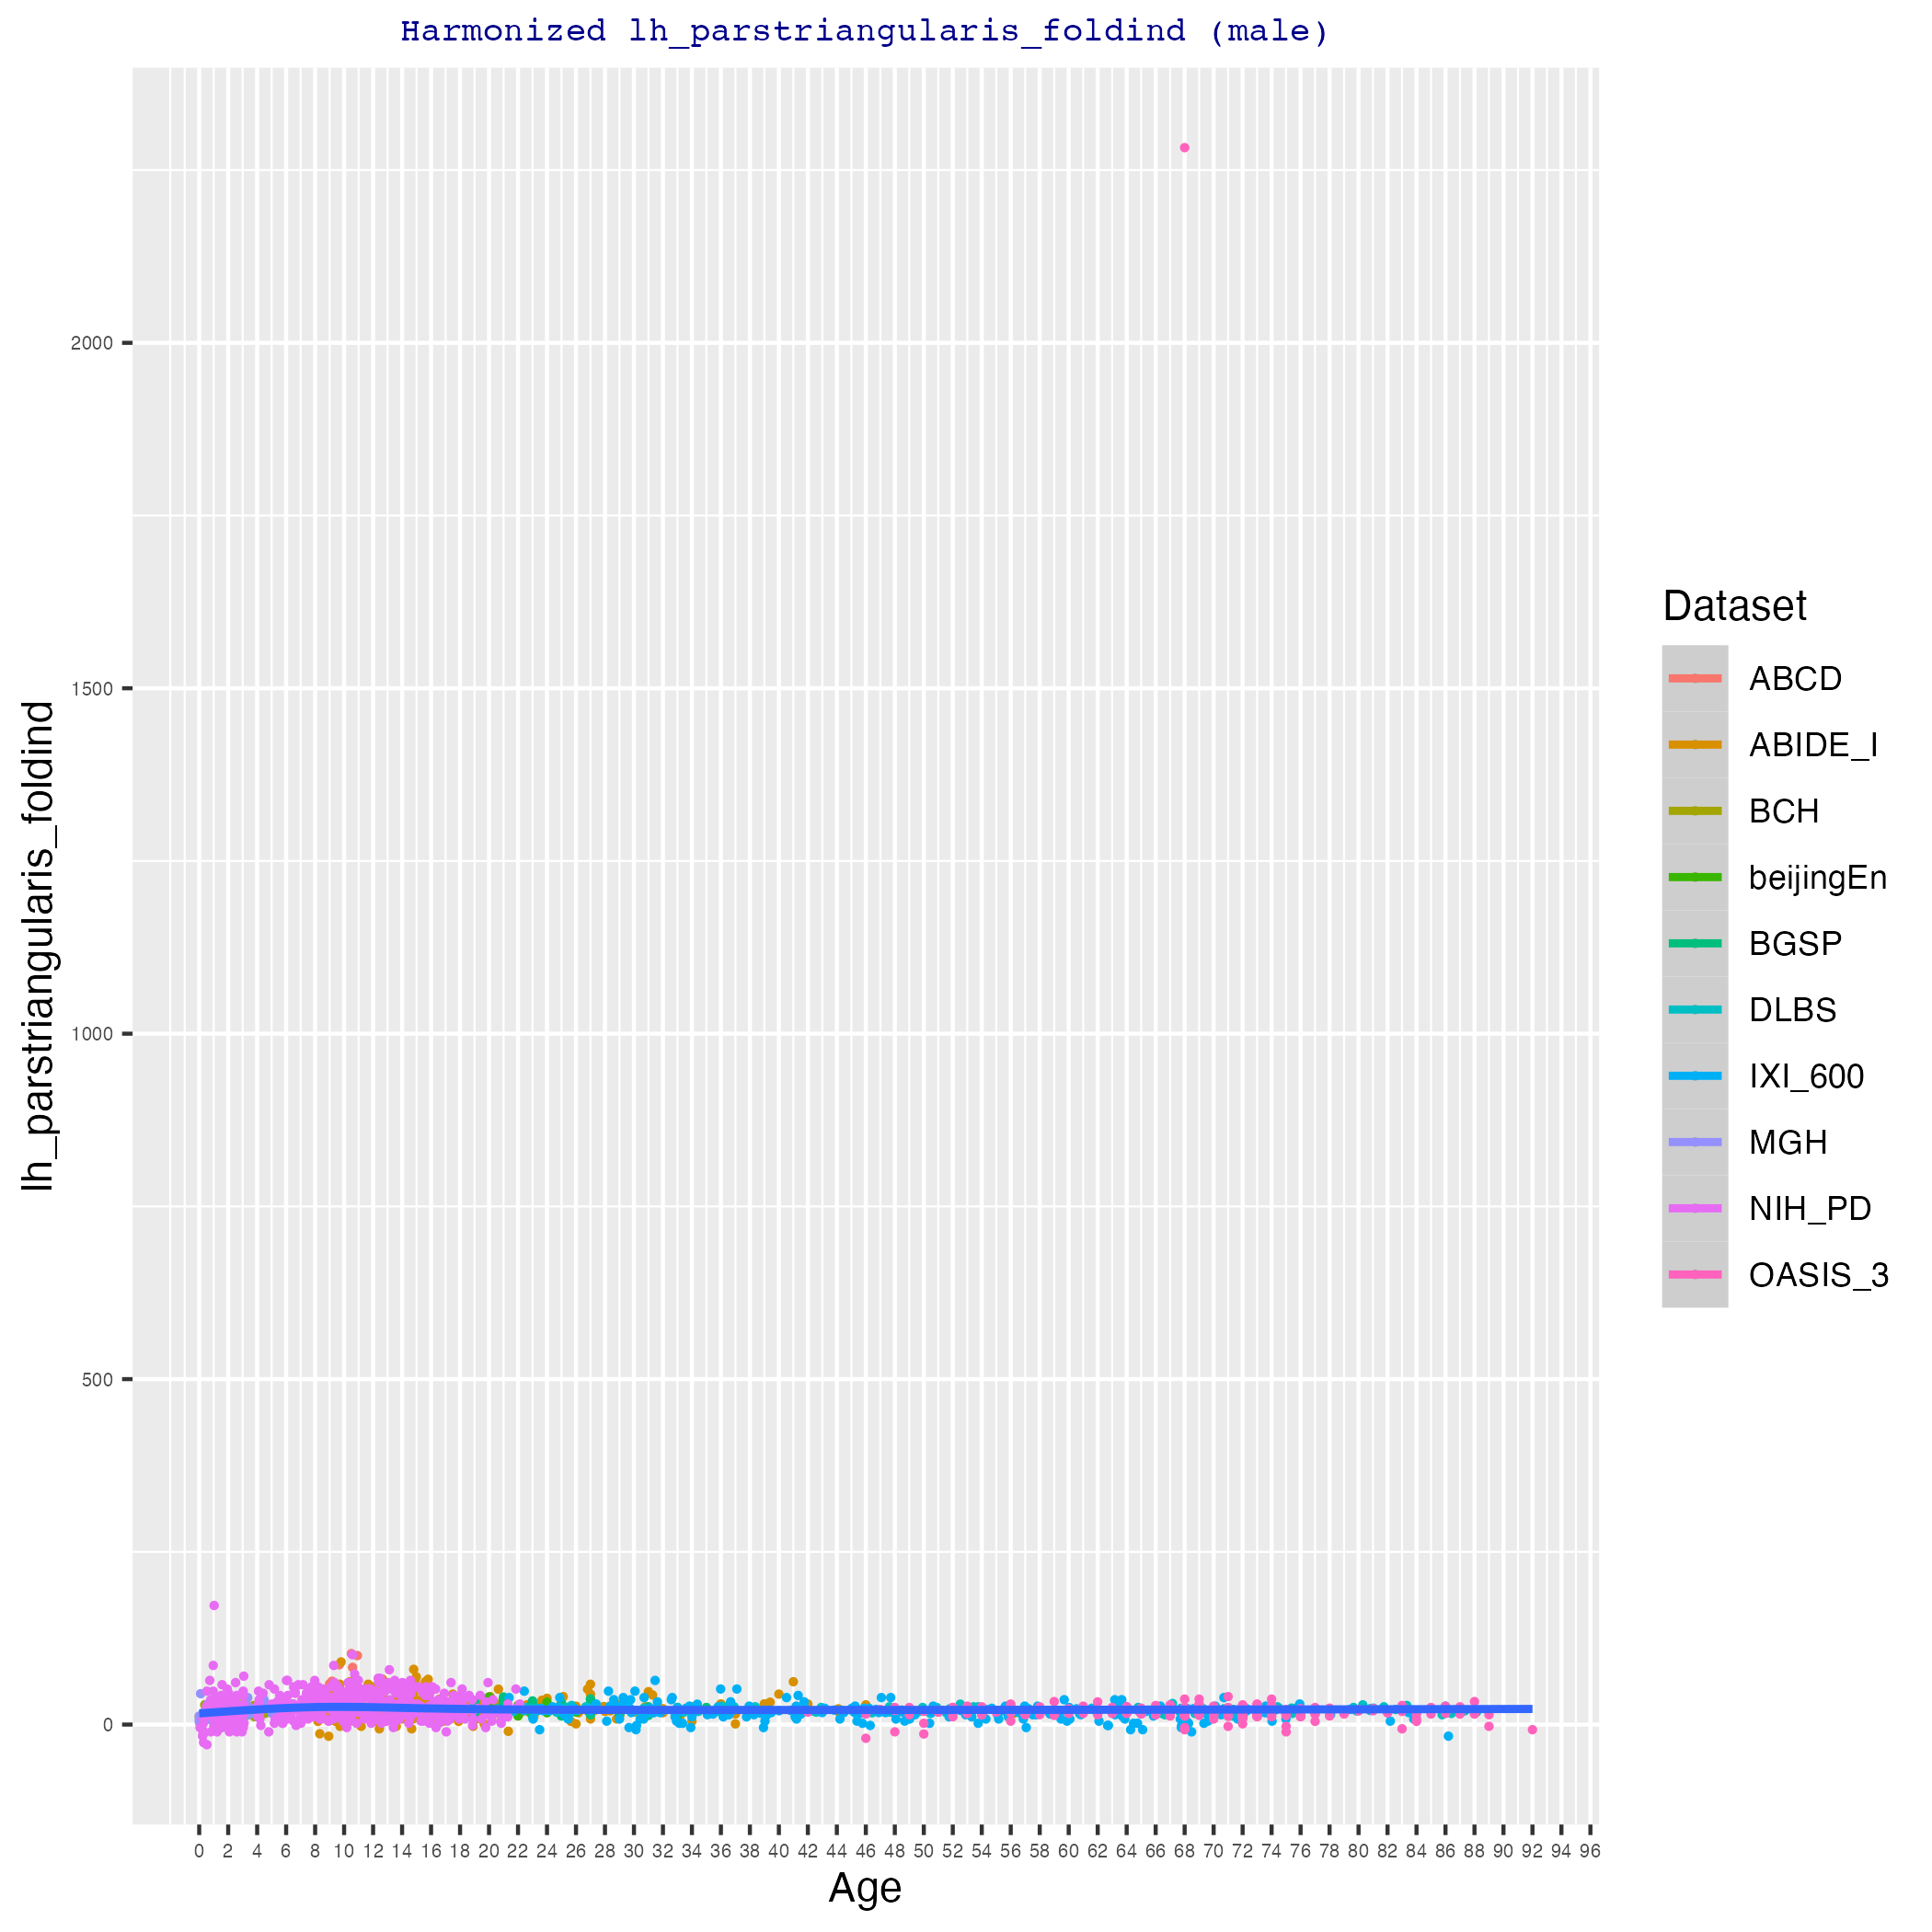 Harmonized lh_parstriangularis_foldind (male)
lh_parstriangularis_foldind
2000
1500
1000
500
0
0 2 4 6 8 10 12 14 16 18 20 22 24 26 28 30 32 34 36 38 40 42 44 46 48 50 52 54 56 58 60 62 64 66 68 70 72 74 76 78 80 82 84 86 88 90 92 94 96
Age
Dataset
ABCD
ABIDE_I
BCH
beijingEn
BGSP
DLBS
IXI_600
MGH
NIH_PD
OASIS_3